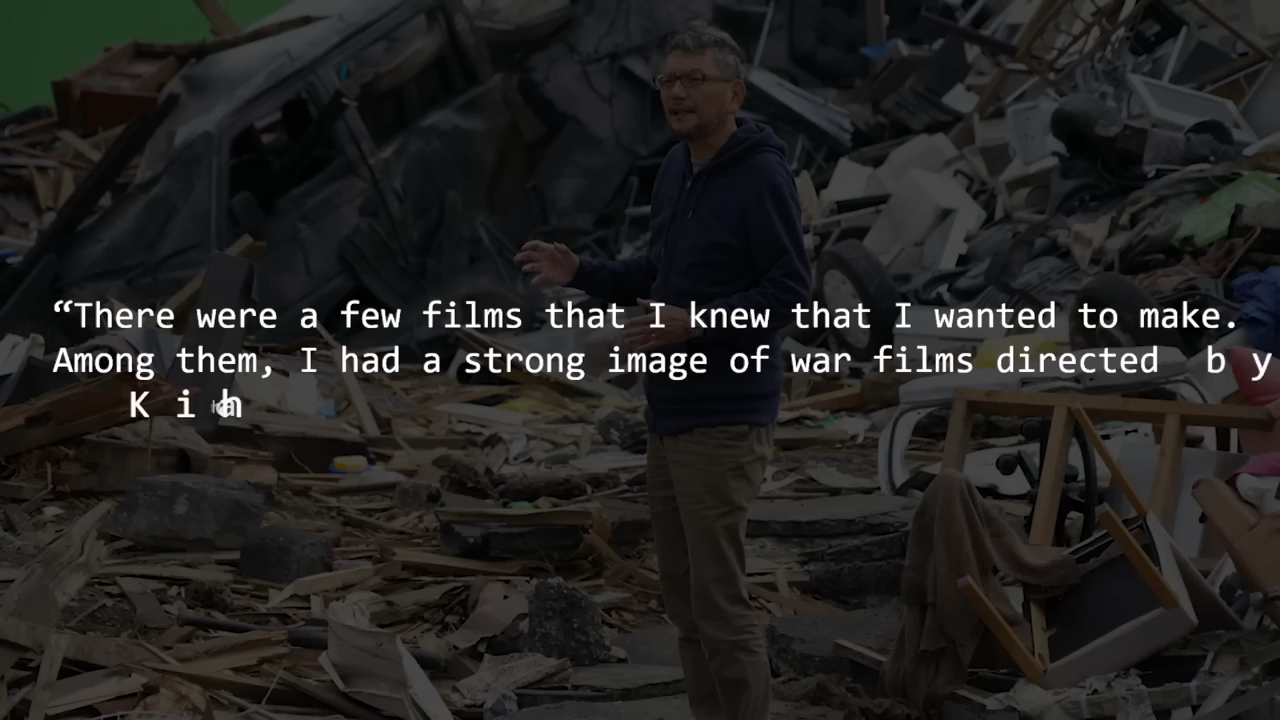 “There were a few films that I knew that I wanted to make.
Among them, I had a strong image of war films directed by